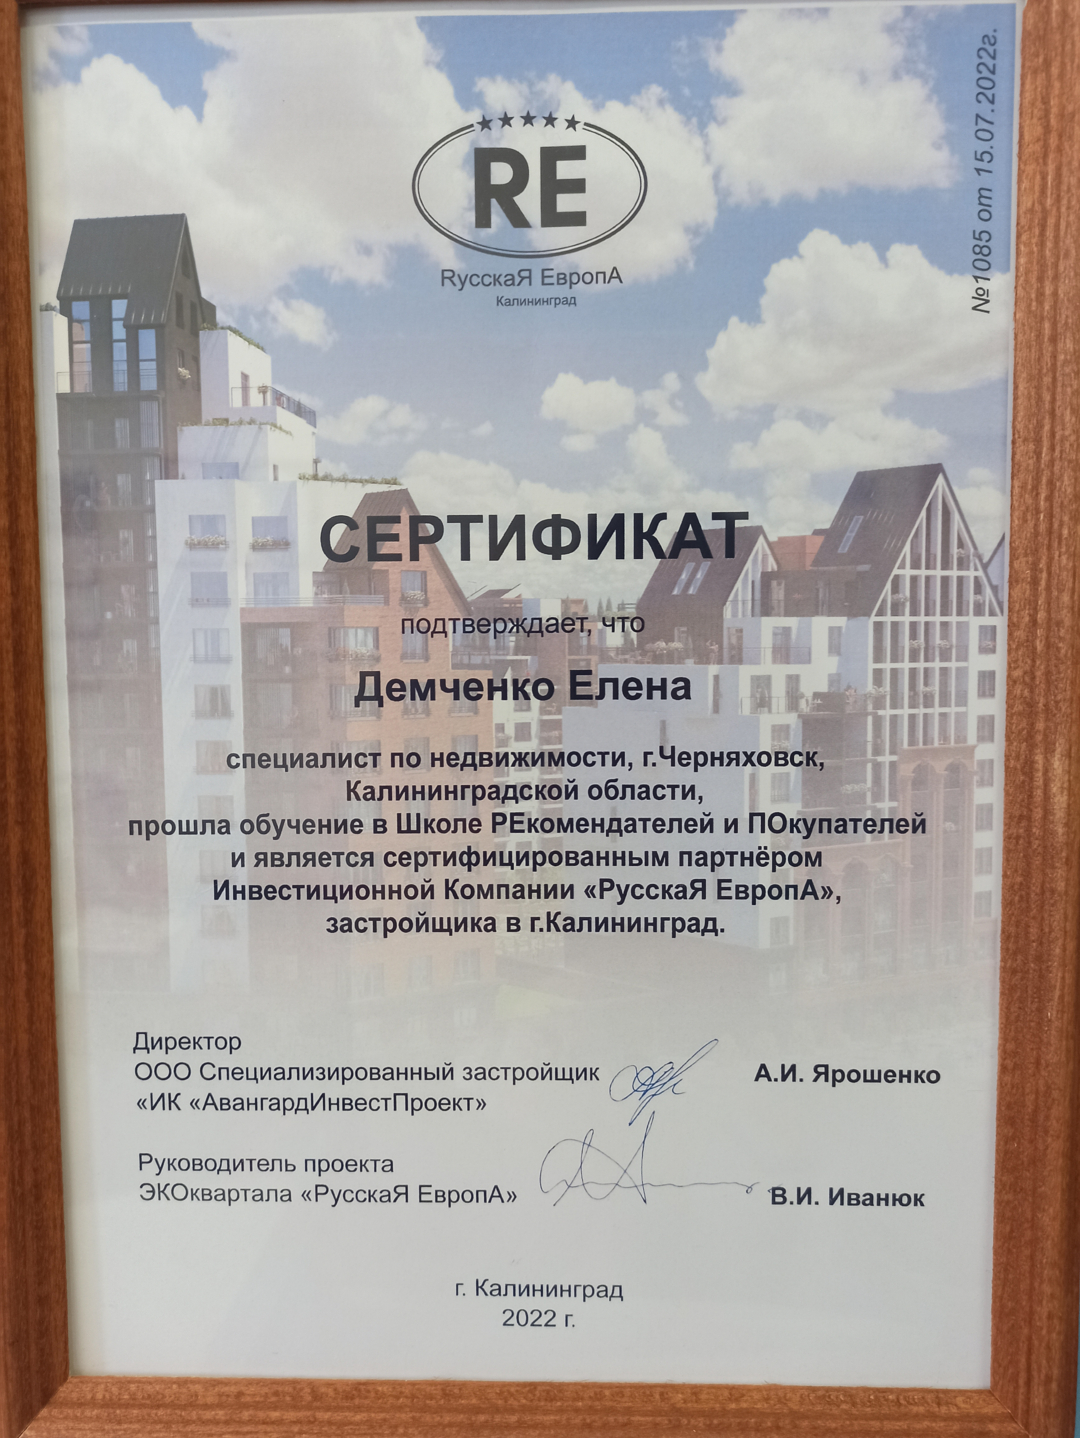 №1085 от 15.07.2022г.
RE
RусскаЯ ЕвропА
Калининград
СЕРТИФИКАТ
подтверждает, что
Демченко Елена
специалист по недвижимости, г.Черняховск,
Калининградской области,
прошла обучение в Школе РЕкомендателей и ПОкупателей
и является сертифицированным партнёром
Инвестиционной Компании «РусскаЯ ЕвропА»,
застройщика в г.Калининград.
Директор
ООО Специализированный застройщик
«ИК «АвангардИнвестПроект»
А.И. Ярошенко
Руководитель проекта
ЭКОквартала «РусскаЯ ЕвропА»
В.И. Иванюк
г. Калининград
2022 г.